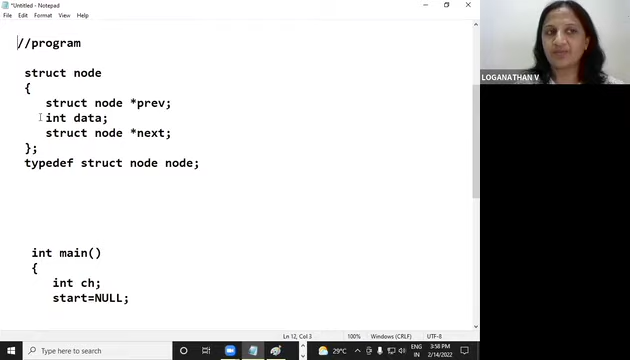 *Untitled - Notepad
File Edit Format View Help
//program
struct node
{
struct node *prev;
int data;
struct node *next;
};
typedef struct node node;
int main()
{
int ch;
start=NULL;
LOGANATHAN V
Ln 12, Col 3
100%
Windows (CRLF)
UTF-8
Type here to search
29°C
ENG
IN
3:58 PM
2/14/2022